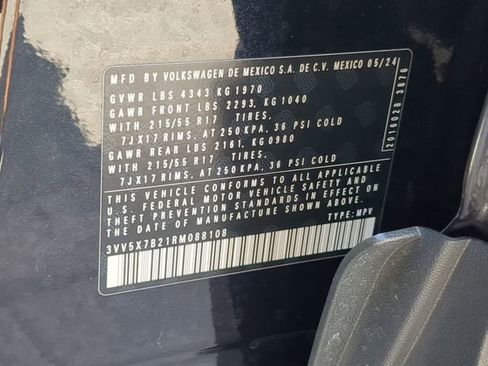 MFD BY VOLKSWAGEN DE MEXICO S.A. DE C.V. MEXICO 05/24
GVWR LBS 4343 KG 1970
GAWR FRONT LBS 2293, KG 1040
WITH 215/55 R17 TIRES,
7JX17 RIMS, AT 250 KPA, 36 PSI COLD
GAWR REAR LBS 2161, KG 0980
WITH 215/55 R17 TIRES,
7JX17 RIMS, AT 250 KPA, 36 PSI COLD
THIS VEHICLE CONFORMS TO ALL APPLICABLE
U.S. FEDERAL MOTOR VEHICLE SAFETY AND
THEFT PREVENTION STANDARDS IN EFFECT ON
THE DATE OF MANUFACTURE SHOWN ABOVE
TYPE: MPV
3VV5X7B21RM088108
2016028 3876